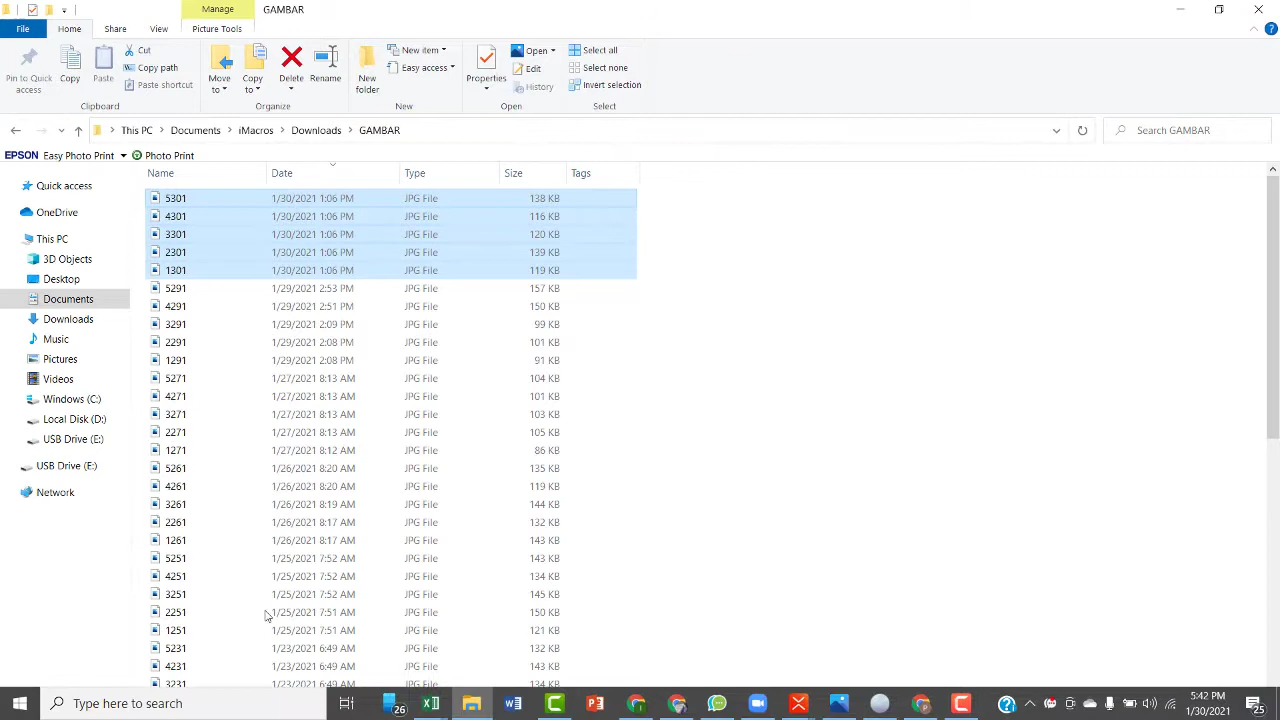 Manage GAMBAR
File Home Share View Picture Tools
Pin to Quick access Copy Paste Cut Copy path Paste shortcut Move to Copy to Delete Rename New folder New item Easy access Properties Open Edit History Select all Select none Invert selection
Clipboard Organize New Open Select
This PC Documents iMacros Downloads GAMBAR Search GAMBAR
EPSON Easy Photo Print Photo Print
Name Date Type Size Tags
Quick access
OneDrive
This PC
3D Objects
Desktop
Documents
Downloads
Music
Pictures
Videos
Windows (C:)
Local Disk (D:)
USB Drive (E:)
USB Drive (E:)
Network
5301 1/30/2021 1:06 PM JPG File 138 KB
4301 1/30/2021 1:06 PM JPG File 116 KB
3301 1/30/2021 1:06 PM JPG File 120 KB
2301 1/30/2021 1:06 PM JPG File 139 KB
1301 1/30/2021 1:06 PM JPG File 119 KB
5291 1/29/2021 2:53 PM JPG File 157 KB
4291 1/29/2021 2:51 PM JPG File 150 KB
3291 1/29/2021 2:09 PM JPG File 99 KB
2291 1/29/2021 2:08 PM JPG File 101 KB
1291 1/29/2021 2:08 PM JPG File 91 KB
5271 1/27/2021 8:13 AM JPG File 104 KB
4271 1/27/2021 8:13 AM JPG File 101 KB
3271 1/27/2021 8:13 AM JPG File 103 KB
2271 1/27/2021 8:13 AM JPG File 105 KB
1271 1/27/2021 8:12 AM JPG File 86 KB
5261 1/26/2021 8:20 AM JPG File 135 KB
4261 1/26/2021 8:20 AM JPG File 119 KB
3261 1/26/2021 8:19 AM JPG File 144 KB
2261 1/26/2021 8:17 AM JPG File 132 KB
1261 1/26/2021 8:17 AM JPG File 143 KB
5251 1/25/2021 7:52 AM JPG File 143 KB
4251 1/25/2021 7:52 AM JPG File 134 KB
3251 1/25/2021 7:52 AM JPG File 145 KB
2251 1/25/2021 7:51 AM JPG File 150 KB
1251 1/25/2021 7:51 AM JPG File 121 KB
5231 1/23/2021 6:49 AM JPG File 132 KB
4231 1/23/2021 6:49 AM JPG File 143 KB
3231 1/23/2021 6:49 AM JPG File 134 KB
Type here to search 26 5:42 PM
1/30/2021 25